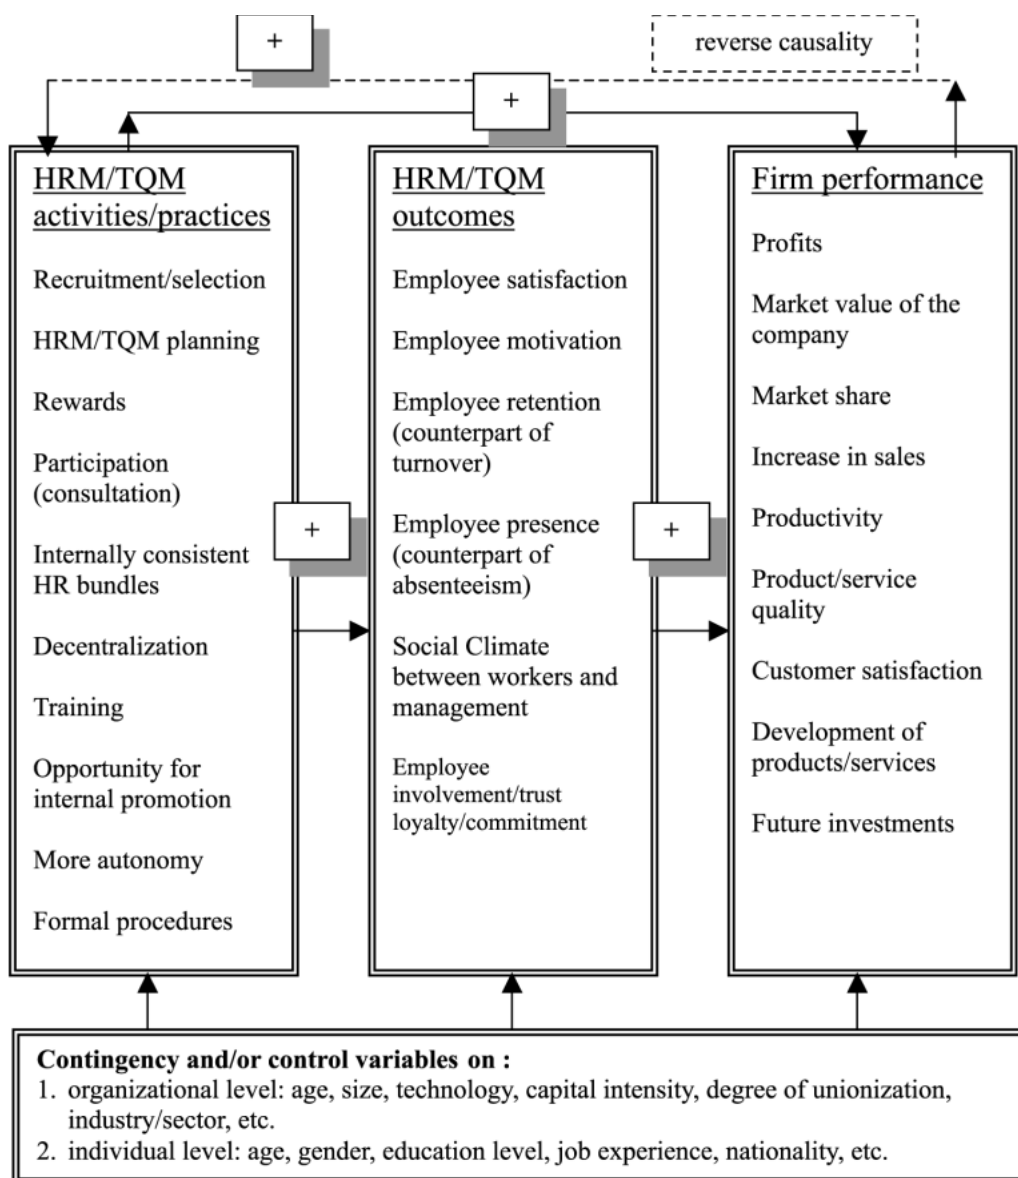 +
reverse causality
+
HRM/TQM
activities/practices
Recruitment/selection
HRM/TQM planning
Rewards
Participation
(consultation)
Internally consistent
HR bundles
Decentralization
Training
Opportunity for
internal promotion
More autonomy
Formal procedures
+
HRM/TQM
outcomes
Employee satisfaction
Employee motivation
Employee retention
(counterpart of
turnover)
Employee presence
(counterpart of
absenteeism)
Social Climate
between workers and
management
Employee
involvement/trust
loyalty/commitment
+
Firm performance
Profits
Market value of the
company
Market share
Increase in sales
Productivity
Product/service
quality
Customer satisfaction
Development of
products/services
Future investments
Contingency and/or control variables on :
1. organizational level: age, size, technology, capital intensity, degree of unionization,
industry/sector, etc.
2. individual level: age, gender, education level, job experience, nationality, etc.